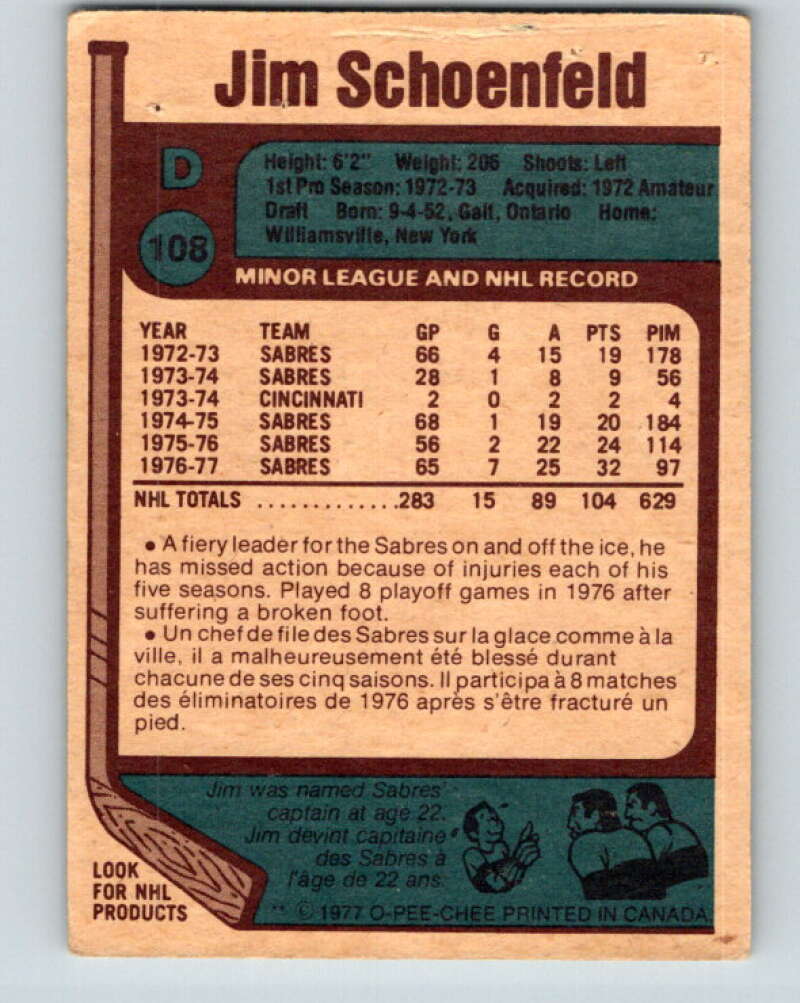 Jim Schoenfeld
D
108
Height: 6'2" Weight: 206 Shoots: Left
1st Pro Season: 1972-73 Acquired: 1972 Amateur
Draft Born: 9-4-52, Galt, Ontario Home:
Williamsville, New York
MINOR LEAGUE AND NHL RECORD
YEAR TEAM GP G A PTS PIM
1972-73 SABRES 66 4 15 19 178
1973-74 SABRES 28 1 8 9 56
1973-74 CINCINNATI 2 0 2 2 4
1974-75 SABRES 68 1 19 20 184
1975-76 SABRES 56 2 22 24 114
1976-77 SABRES 65 7 25 32 97
NHL TOTALS .............283 15 89 104 629
• A fiery leader for the Sabres on and off the ice, he
has missed action because of injuries each of his
five seasons. Played 8 playoff games in 1976 after
suffering a broken foot.
• Un chef de file des Sabres sur la glace comme à la
ville, il a malheureusement été blessé durant
chacune de ses cinq saisons. Il participa à 8 matches
des éliminatoires de 1976 après s'être fracturé un
pied.
Jim was named Sabres'
captain at age 22.
Jim devint capitaine
des Sabres à
l'âge de 22 ans.
LOOK
FOR NHL
PRODUCTS
** © 1977 O-PEE-CHEE PRINTED IN CANADA